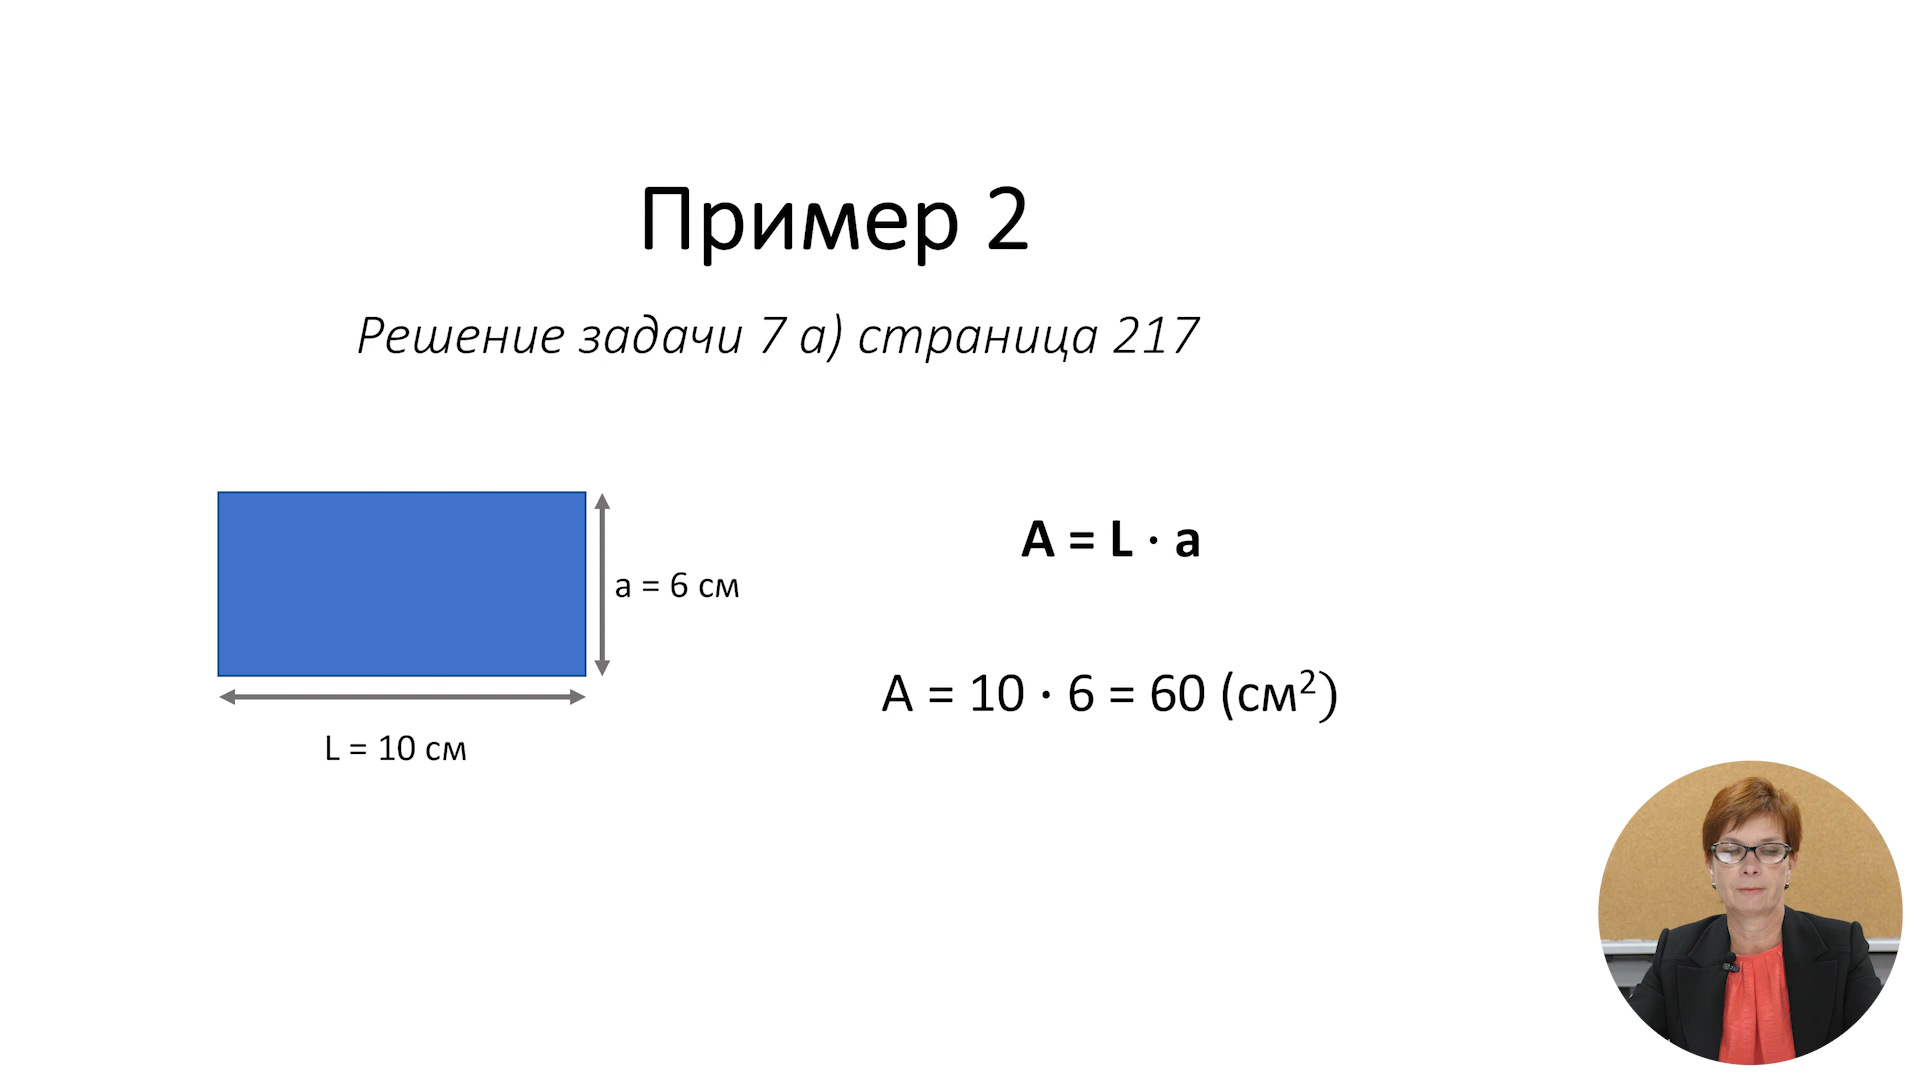 Пример 2
Решение задачи 7 а) страница 217
A = L · a
a = 6 см
A = 10 · 6 = 60 (см²)
L = 10 см